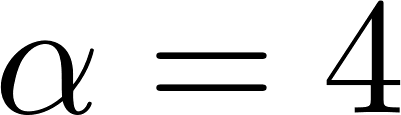 α = 4